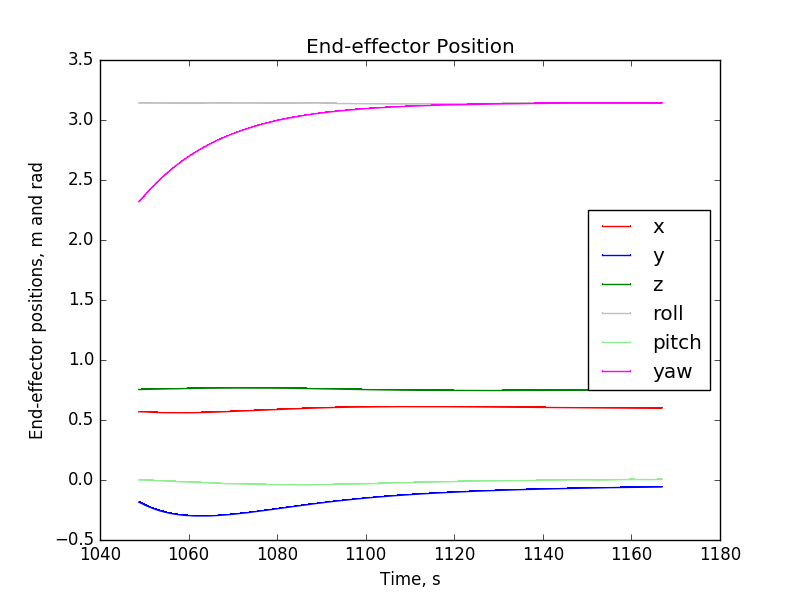 End-effector Position
3.5
3.0
2.5
2.0
1.5
1.0
0.5
0.0
−0.5
End-effector positions, m and rad
x
y
z
roll
pitch
yaw
1040 1060 1080 1100 1120 1140 1160 1180
Time, s